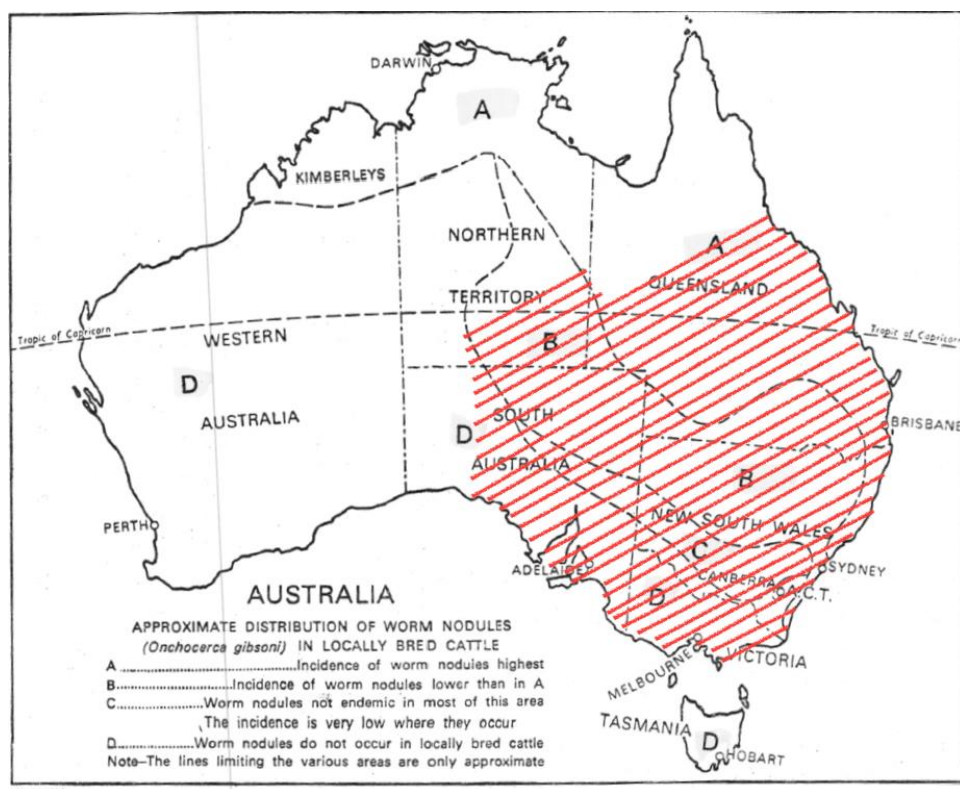 DARWIN
A
KIMBERLEYS
NORTHERN
A
QUEENSLAND
TERRITORY
Tropic of Capricorn
WESTERN
B
Tropic of Capricorn
D
AUSTRALIA
SOUTH
D
AUSTRALIA
BRISBANE
B
NEW SOUTH WALES
PERTH
C
ADELAIDE
CANBERRA
A.C.T.
SYDNEY
D
MELBOURNE
VICTORIA
TASMANIA
D
HOBART
AUSTRALIA
APPROXIMATE DISTRIBUTION OF WORM NODULES
(Onchocerca gibsoni) IN LOCALLY BRED CATTLE
A..............................Incidence of worm nodules highest
B....................Incidence of worm nodules lower than in A
C...............Worm nodules not endemic in most of this area
The incidence is very low where they occur
D..............Worm nodules do not occur in locally bred cattle
Note—The lines limiting the various areas are only approximate